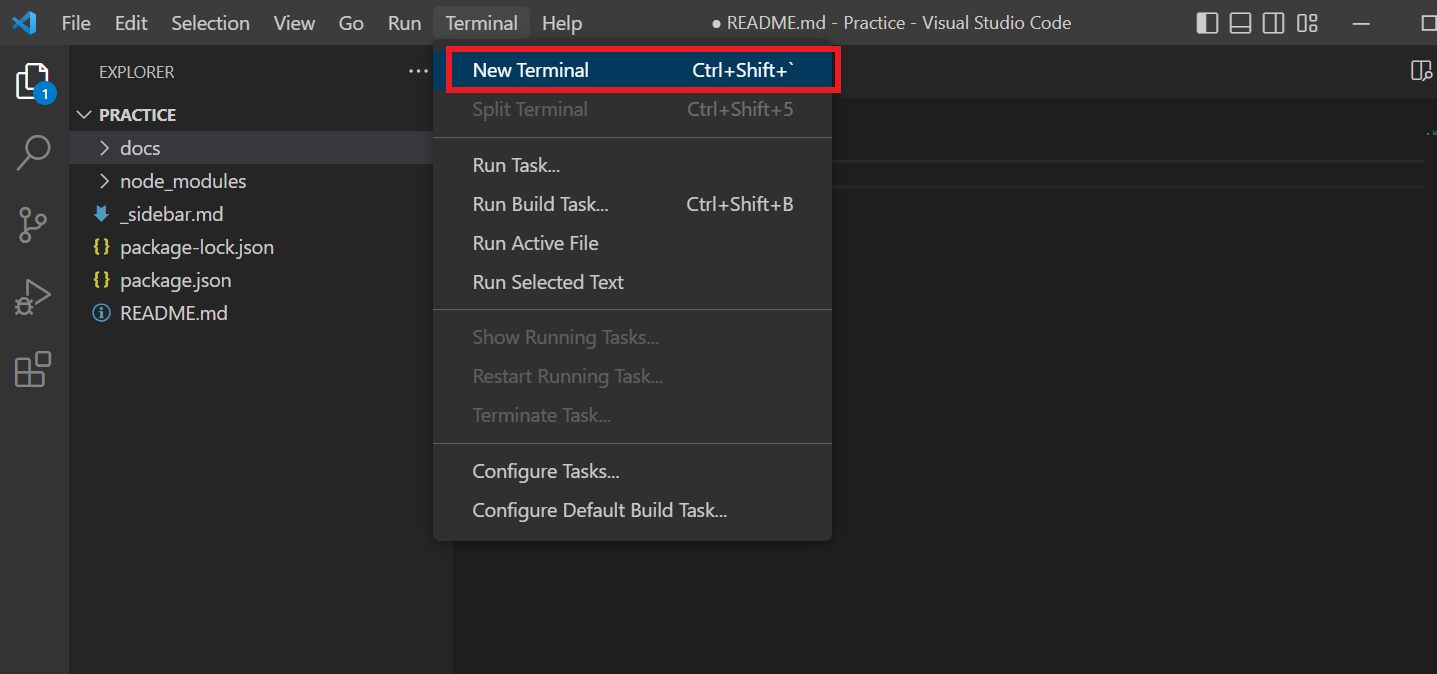 File Edit Selection View Go Run Terminal Help ● README.md - Practice - Visual Studio Code
EXPLORER ···
1
PRACTICE
docs
node_modules
_sidebar.md
{} package-lock.json
{} package.json
README.md
New Terminal Ctrl+Shift+`
Split Terminal Ctrl+Shift+5
Run Task...
Run Build Task... Ctrl+Shift+B
Run Active File
Run Selected Text
Show Running Tasks...
Restart Running Task...
Terminate Task...
Configure Tasks...
Configure Default Build Task...